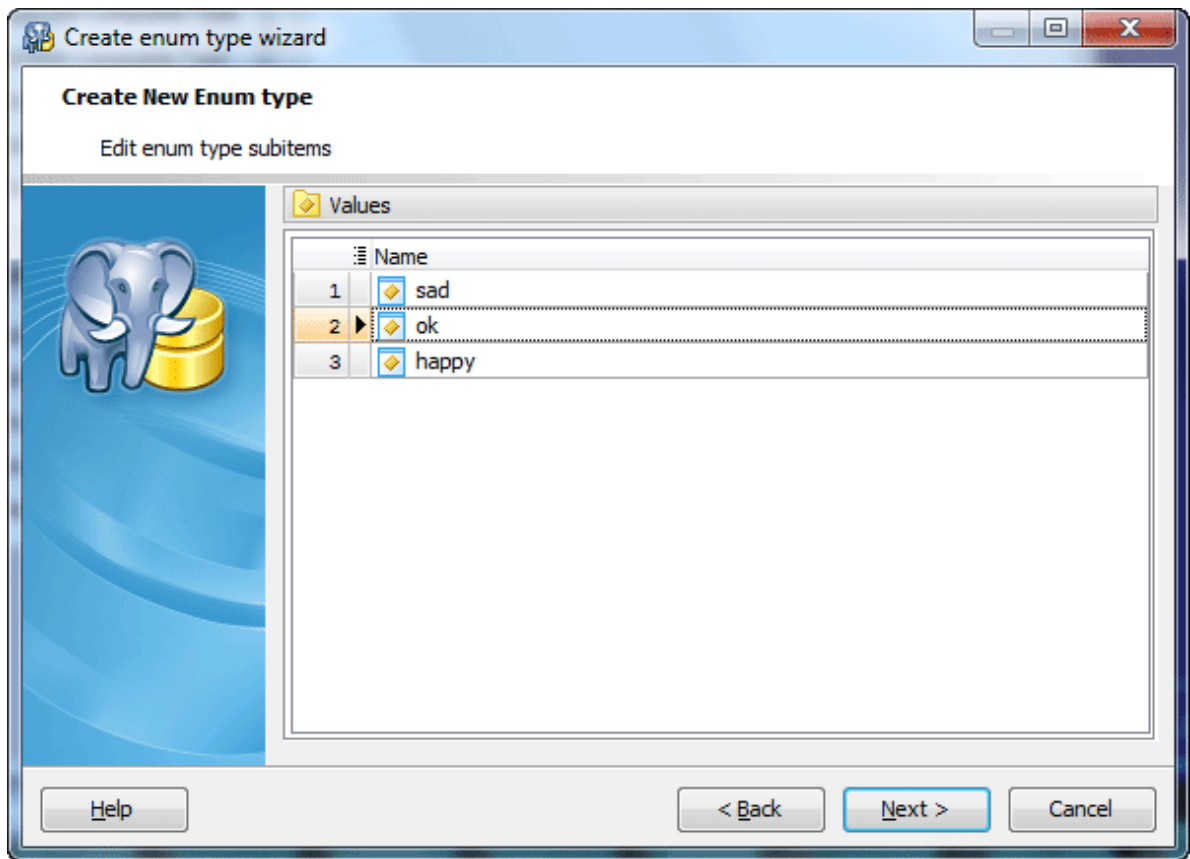 Create enum type wizard
Create New Enum type
Edit enum type subitems
Values
Name
1 sad
2 ok
3 happy
Help < Back Next > Cancel